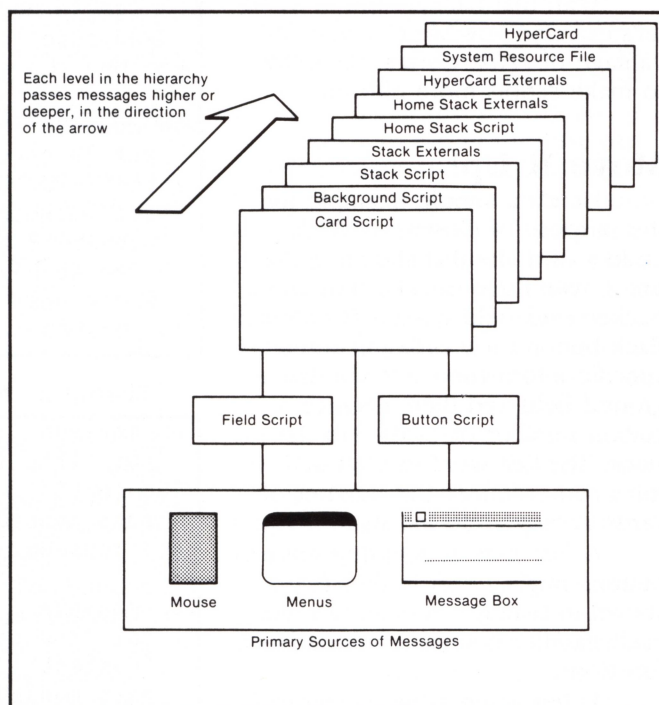 HyperCard
System Resource File
HyperCard Externals
Home Stack Externals
Home Stack Script
Stack Externals
Stack Script
Background Script
Card Script
Each level in the hierarchy
passes messages higher or
deeper, in the direction
of the arrow
Field Script
Button Script
Mouse
Menus
Message Box
Primary Sources of Messages